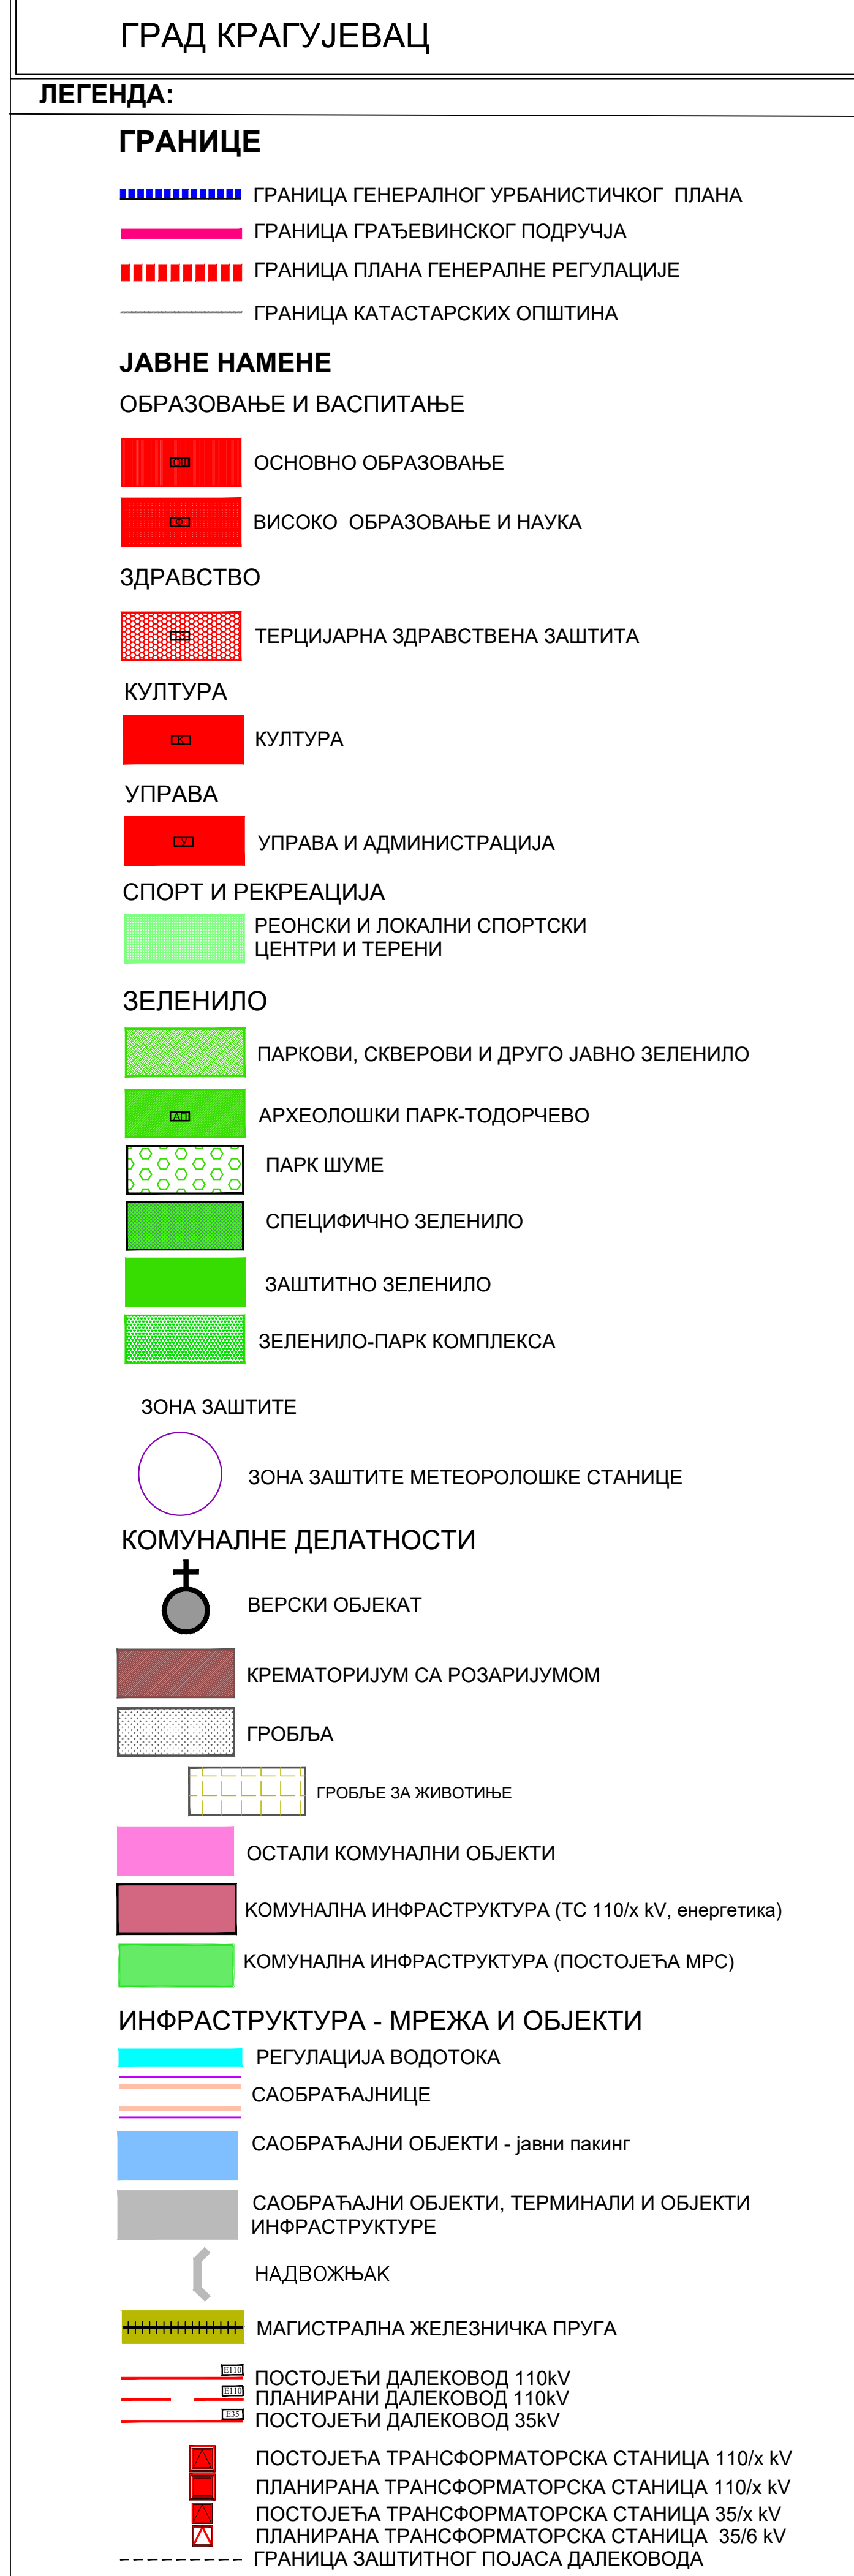 ГРАД КРАГУЈЕВАЦ
ЛЕГЕНДА:
ГРАНИЦЕ
ГРАНИЦА ГЕНЕРАЛНОГ УРБАНИСТИЧКОГ ПЛАНА
ГРАНИЦА ГРАЂЕВИНСКОГ ПОДРУЧЈА
ГРАНИЦА ПЛАНА ГЕНЕРАЛНЕ РЕГУЛАЦИЈЕ
ГРАНИЦА КАТАСТАРСКИХ ОПШТИНА
ЈАВНЕ НАМЕНЕ
ОБРАЗОВАЊЕ И ВАСПИТАЊЕ
ОШ ОСНОВНО ОБРАЗОВАЊЕ
Ф ВИСОКО ОБРАЗОВАЊЕ И НАУКА
ЗДРАВСТВО
ТЗ ТЕРЦИЈАРНА ЗДРАВСТВЕНА ЗАШТИТА
КУЛТУРА
К КУЛТУРА
УПРАВА
У УПРАВА И АДМИНИСТРАЦИЈА
СПОРТ И РЕКРЕАЦИЈА
РЕОНСКИ И ЛОКАЛНИ СПОРТСКИ
ЦЕНТРИ И ТЕРЕНИ
ЗЕЛЕНИЛО
ПАРКОВИ, СКВЕРОВИ И ДРУГО ЈАВНО ЗЕЛЕНИЛО
АП АРХЕОЛОШКИ ПАРК-ТОДОРЧЕВО
ПАРК ШУМЕ
СПЕЦИФИЧНО ЗЕЛЕНИЛО
ЗАШТИТНО ЗЕЛЕНИЛО
ЗЕЛЕНИЛО-ПАРК КОМПЛЕКСА
ЗОНА ЗАШТИТЕ
ЗОНА ЗАШТИТЕ МЕТЕОРОЛОШКЕ СТАНИЦЕ
КОМУНАЛНЕ ДЕЛАТНОСТИ
ВЕРСКИ ОБЈЕКАТ
КРЕМАТОРИЈУМ СА РОЗАРИЈУМОМ
ГРОБЉА
ГРОБЉЕ ЗА ЖИВОТИЊЕ
ОСТАЛИ КОМУНАЛНИ ОБЈЕКТИ
КОМУНАЛНА ИНФРАСТРУКТУРА (ТС 110/x kV, енергетика)
КОМУНАЛНА ИНФРАСТРУКТУРА (ПОСТОЈЕЋА МРС)
ИНФРАСТРУКТУРА - МРЕЖА И ОБЈЕКТИ
РЕГУЛАЦИЈА ВОДОТОКА
САОБРАЋАЈНИЦЕ
САОБРАЋАЈНИ ОБЈЕКТИ - јавни пакинг
САОБРАЋАЈНИ ОБЈЕКТИ, ТЕРМИНАЛИ И ОБЈЕКТИ
ИНФРАСТРУКТУРЕ
НАДВОЖЊАК
МАГИСТРАЛНА ЖЕЛЕЗНИЧКА ПРУГА
E110 ПОСТОЈЕЋИ ДАЛЕКОВОД 110kV
E110 ПЛАНИРАНИ ДАЛЕКОВОД 110kV
E35 ПОСТОЈЕЋИ ДАЛЕКОВОД 35kV
ПОСТОЈЕЋА ТРАНСФОРМАТОРСКА СТАНИЦА 110/x kV
ПЛАНИРАНА ТРАНСФОРМАТОРСКА СТАНИЦА 110/x kV
ПОСТОЈЕЋА ТРАНСФОРМАТОРСКА СТАНИЦА 35/x kV
ПЛАНИРАНА ТРАНСФОРМАТОРСКА СТАНИЦА 35/6 kV
ГРАНИЦА ЗАШТИТНОГ ПОЈАСА ДАЛЕКОВОДА